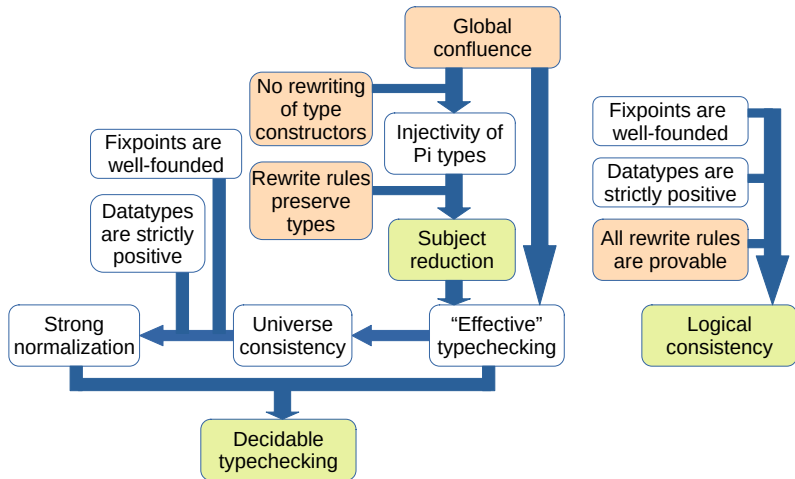 Global
confluence
No rewriting
of type
constructors
Injectivity of
Pi types
Fixpoints are
well-founded
Rewrite rules
preserve
types
Datatypes
are strictly
positive
Subject
reduction
Strong
normalization
Universe
consistency
“Effective”
typechecking
Decidable
typechecking
Fixpoints are
well-founded
Datatypes are
strictly positive
All rewrite rules
are provable
Logical
consistency